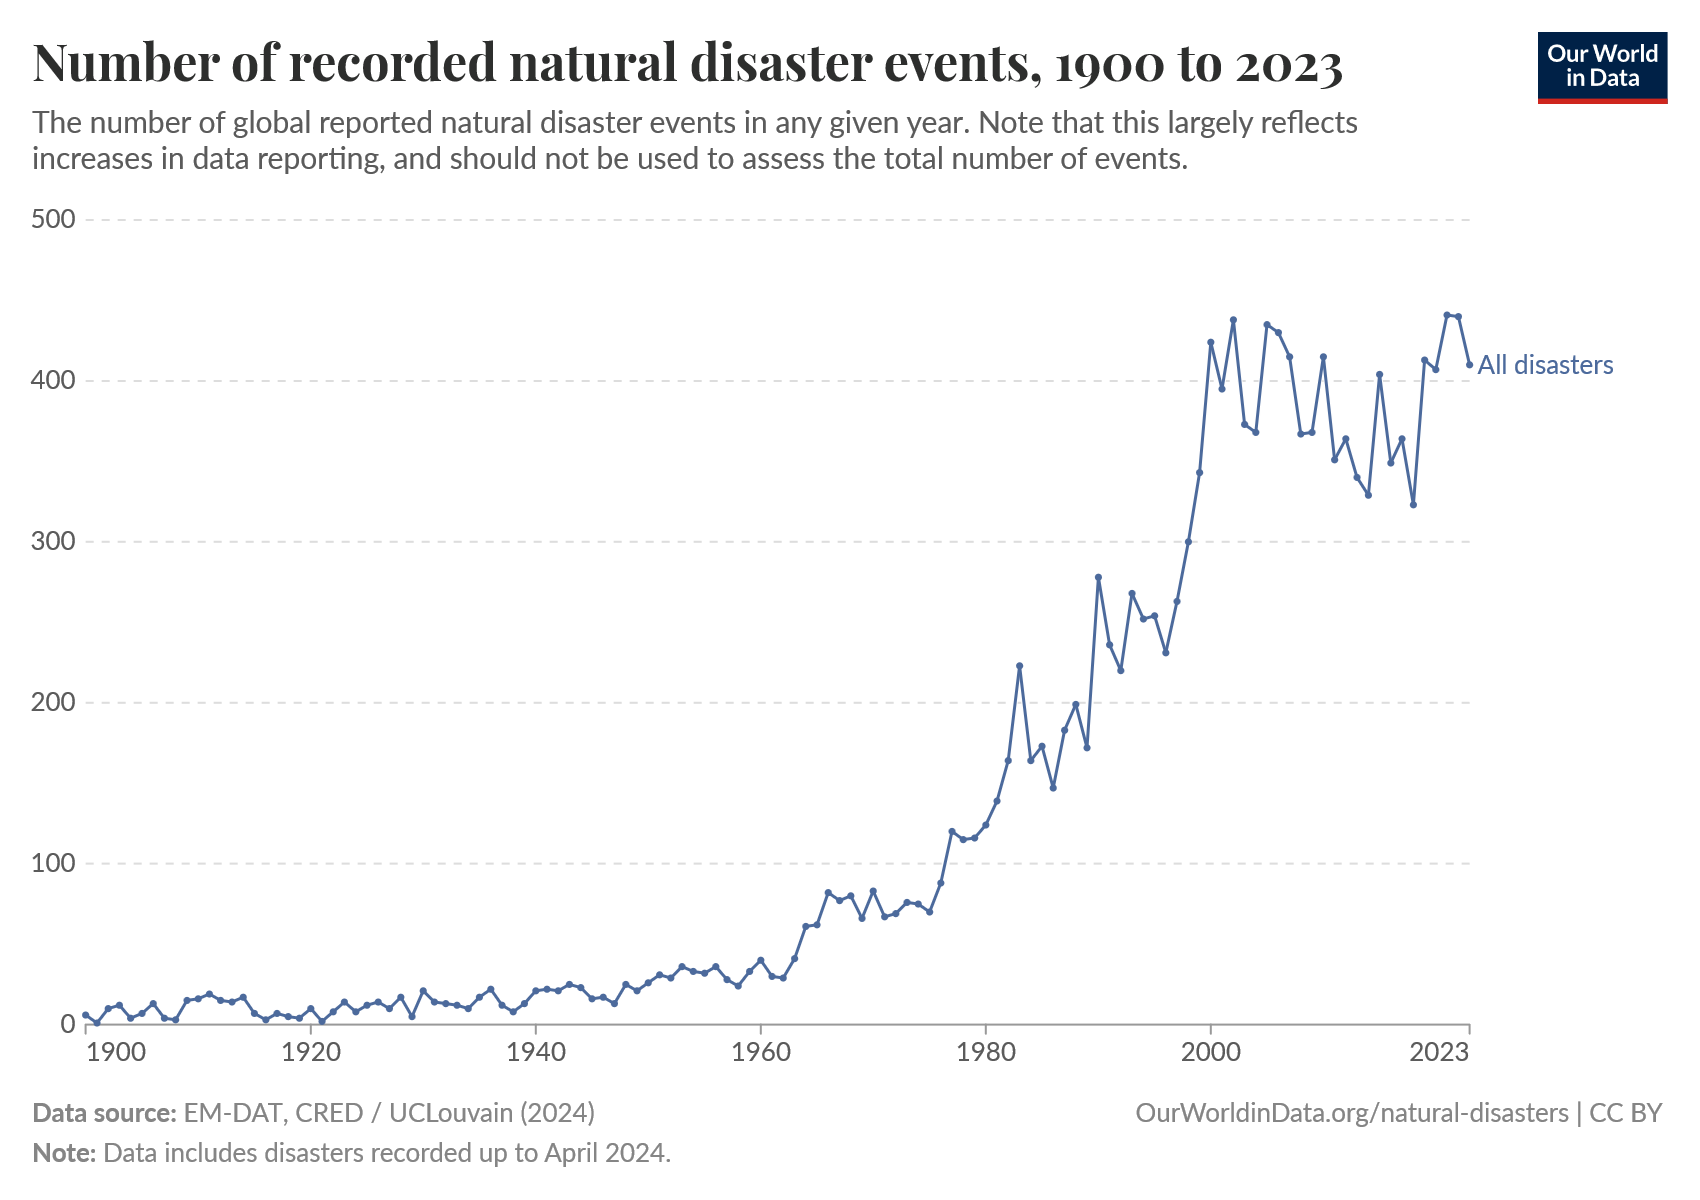 Number of recorded natural disaster events, 1900 to 2023
Our World
in Data
The number of global reported natural disaster events in any given year. Note that this largely reflects
increases in data reporting, and should not be used to assess the total number of events.
500
400
300
200
100
0
All disasters
1900 1920 1940 1960 1980 2000 2023
Data source: EM-DAT, CRED / UCLouvain (2024)
OurWorldinData.org/natural-disasters | CC BY
Note: Data includes disasters recorded up to April 2024.